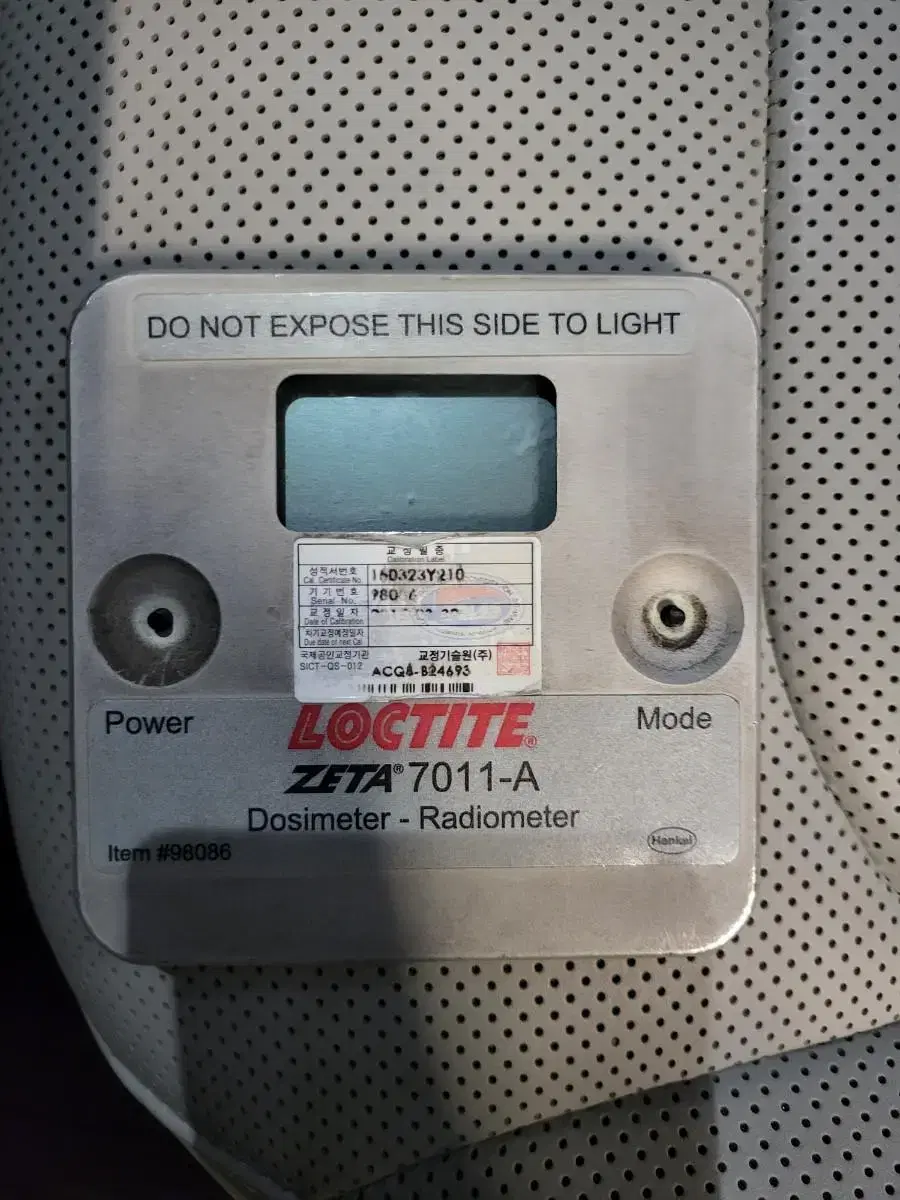 DO NOT EXPOSE THIS SIDE TO LIGHT
교 정 필 증
Calibration Label
성적서번호 160323Y210
Cal. Certificate No.
기 기 번 호
Serial No.
교 정 일 자
Date of Calibration
차기교정예정일자
Due date of next Cal.
국제공인교정기관 교정기술원(주)
SICT-QS-012
ACQ8-B24693
Power
Mode
LOCTITE®
ZETA® 7011-A
Dosimeter - Radiometer
Item #98086
Henkel